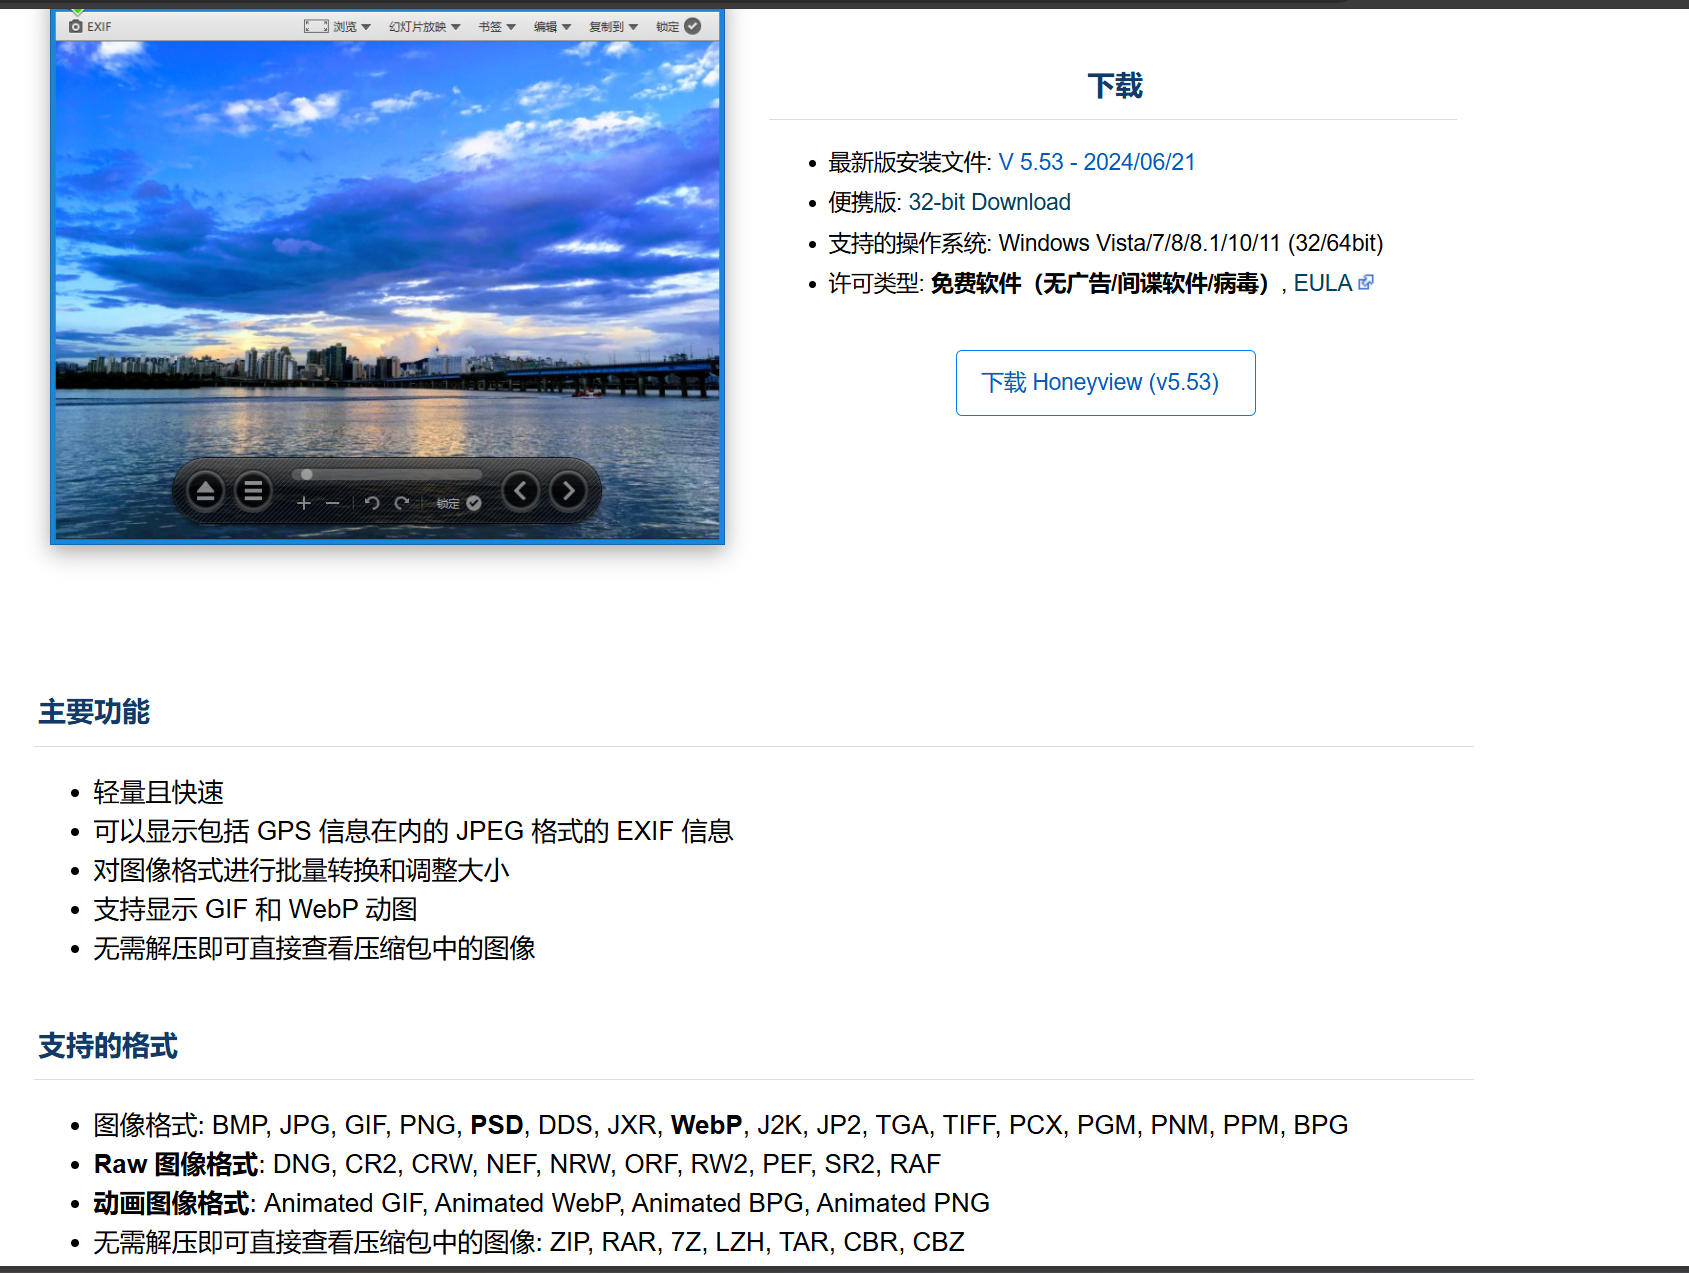 EXIF 浏览 幻灯片放映 书签 编辑 复制到 锁定
锁定
下载
最新版安装文件: V 5.53 - 2024/06/21
便携版: 32-bit Download
支持的操作系统: Windows Vista/7/8/8.1/10/11 (32/64bit)
许可类型: 免费软件（无广告/间谍软件/病毒）, EULA
下载 Honeyview (v5.53)
主要功能
轻量且快速
可以显示包括 GPS 信息在内的 JPEG 格式的 EXIF 信息
对图像格式进行批量转换和调整大小
支持显示 GIF 和 WebP 动图
无需解压即可直接查看压缩包中的图像
支持的格式
图像格式: BMP, JPG, GIF, PNG, PSD, DDS, JXR, WebP, J2K, JP2, TGA, TIFF, PCX, PGM, PNM, PPM, BPG
Raw 图像格式: DNG, CR2, CRW, NEF, NRW, ORF, RW2, PEF, SR2, RAF
动画图像格式: Animated GIF, Animated WebP, Animated BPG, Animated PNG
无需解压即可直接查看压缩包中的图像: ZIP, RAR, 7Z, LZH, TAR, CBR, CBZ